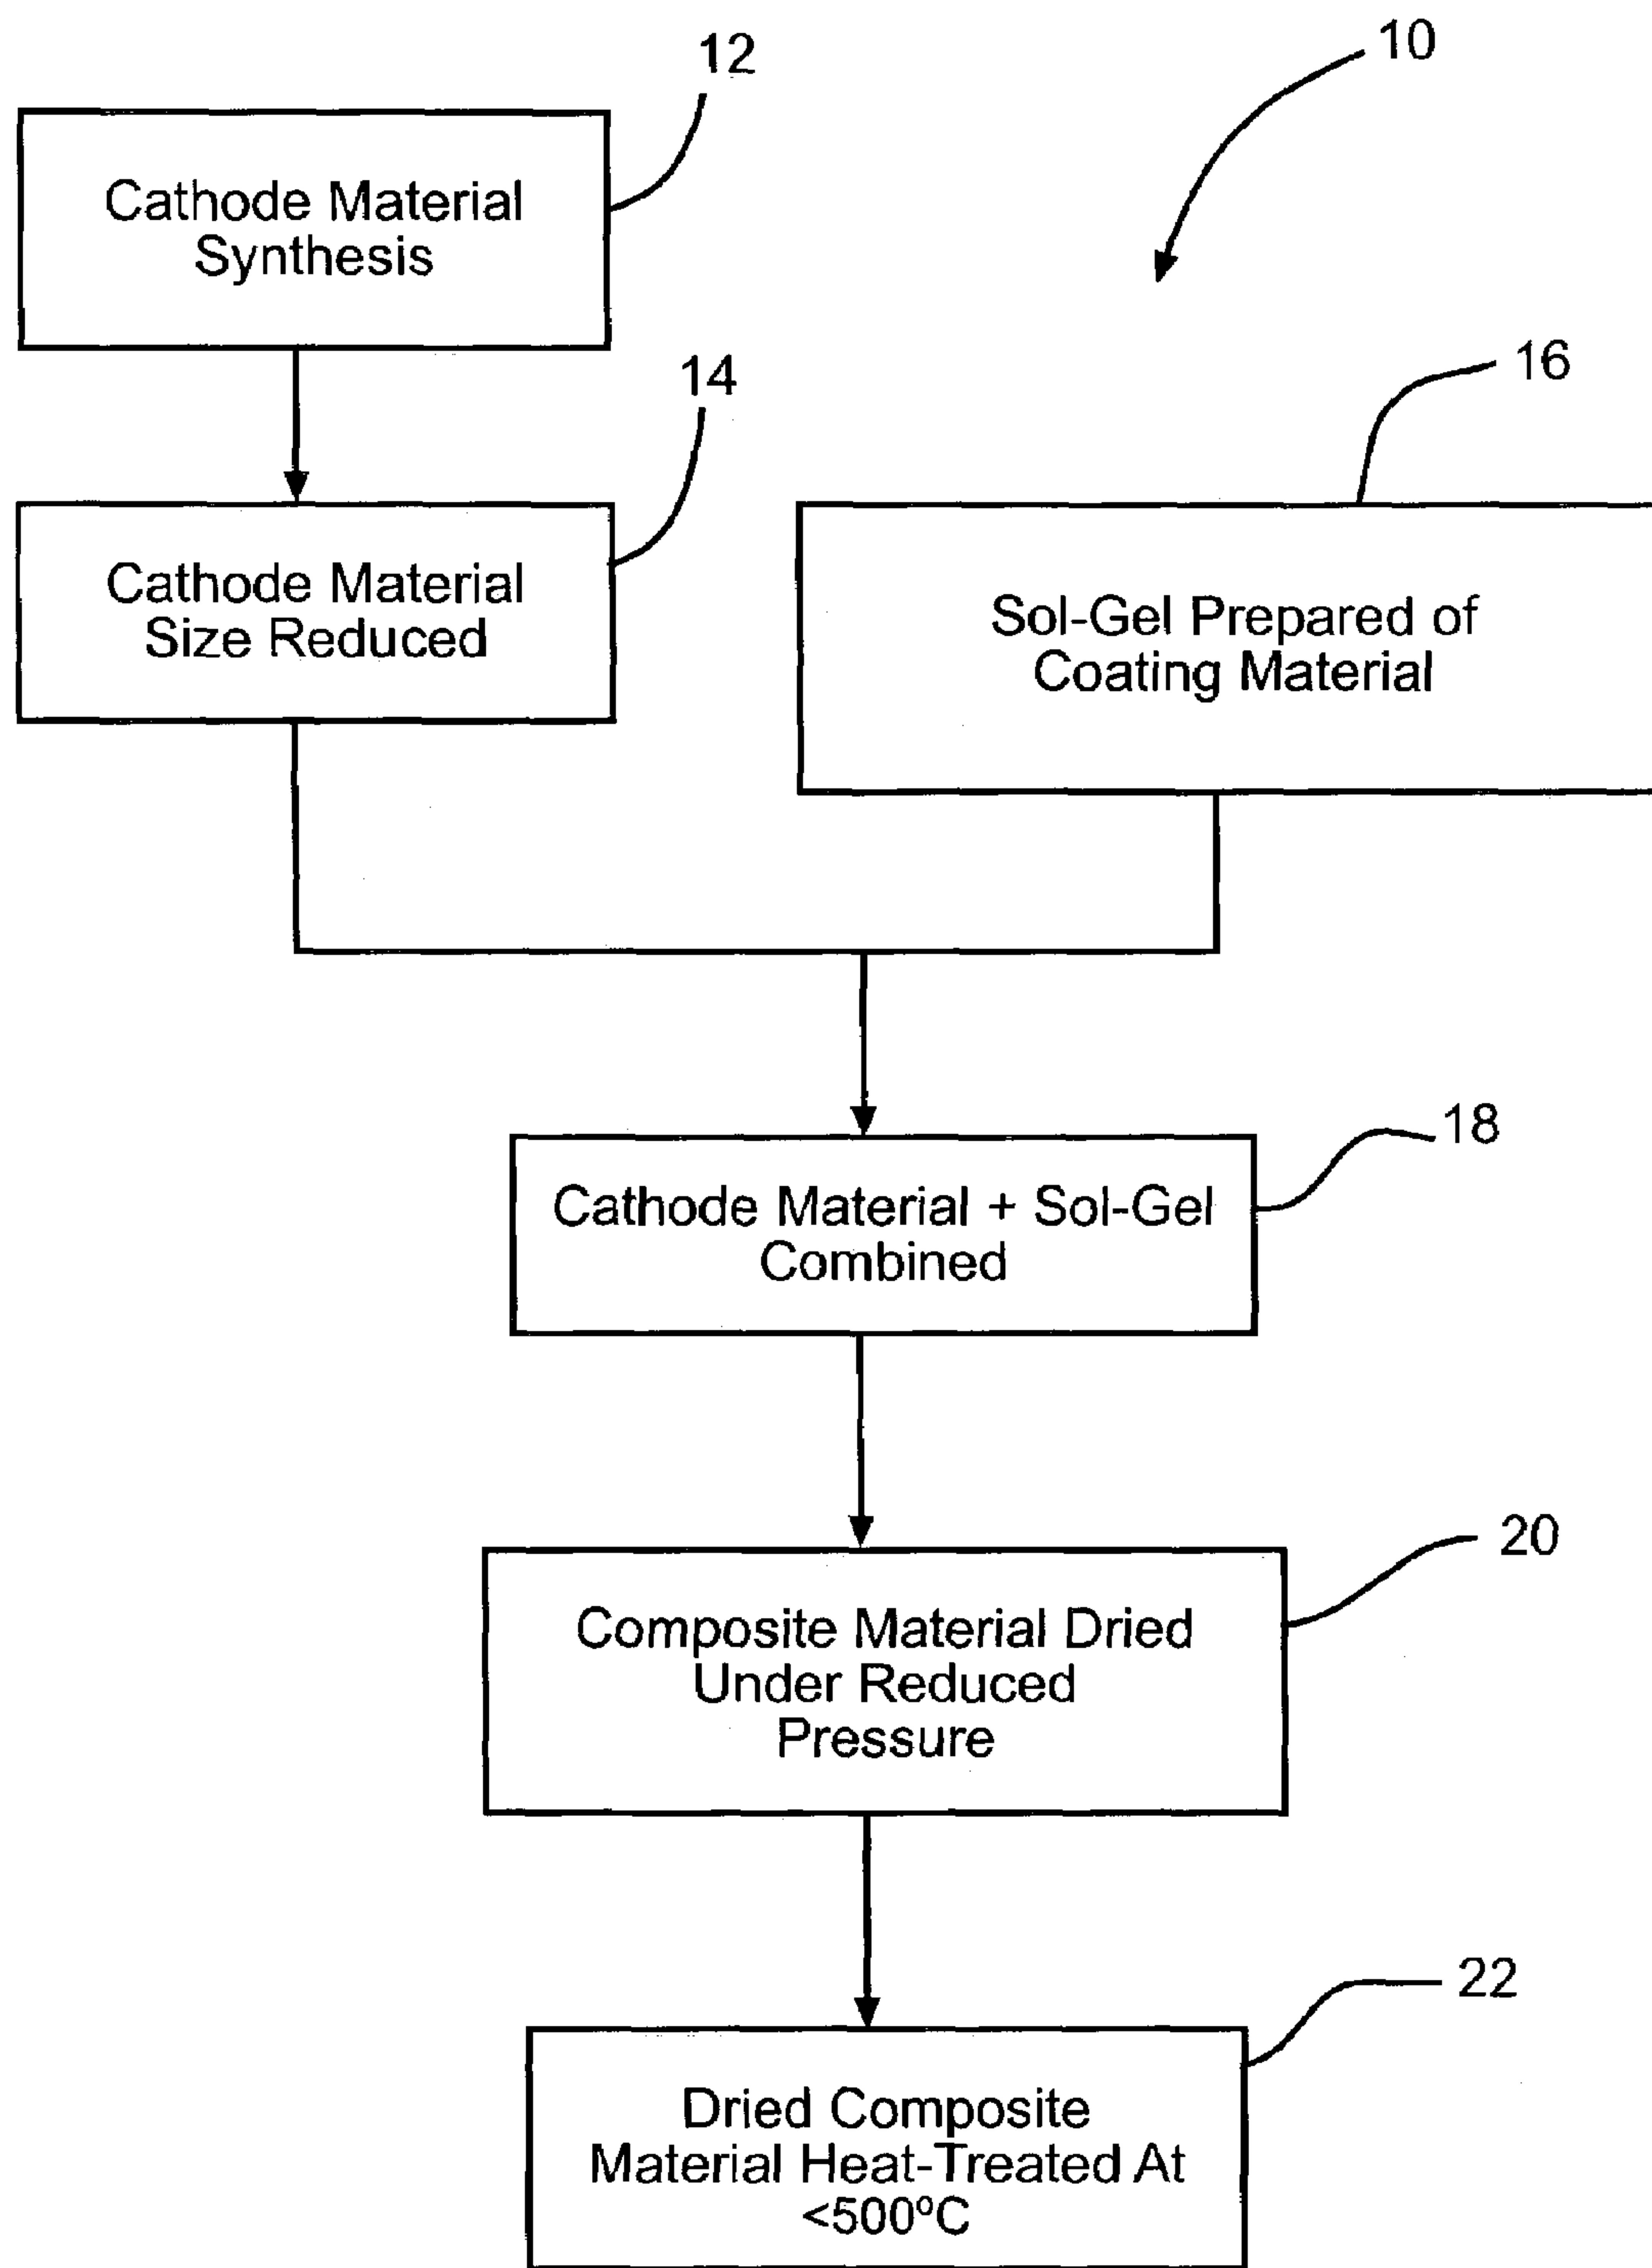 10
12
Cathode Material
Synthesis
14
Cathode Material
Size Reduced
16
Sol-Gel Prepared of
Coating Material
18
Cathode Material + Sol-Gel
Combined
20
Composite Material Dried
Under Reduced
Pressure
22
Dried Composite
Material Heat-Treated At
<500ºC